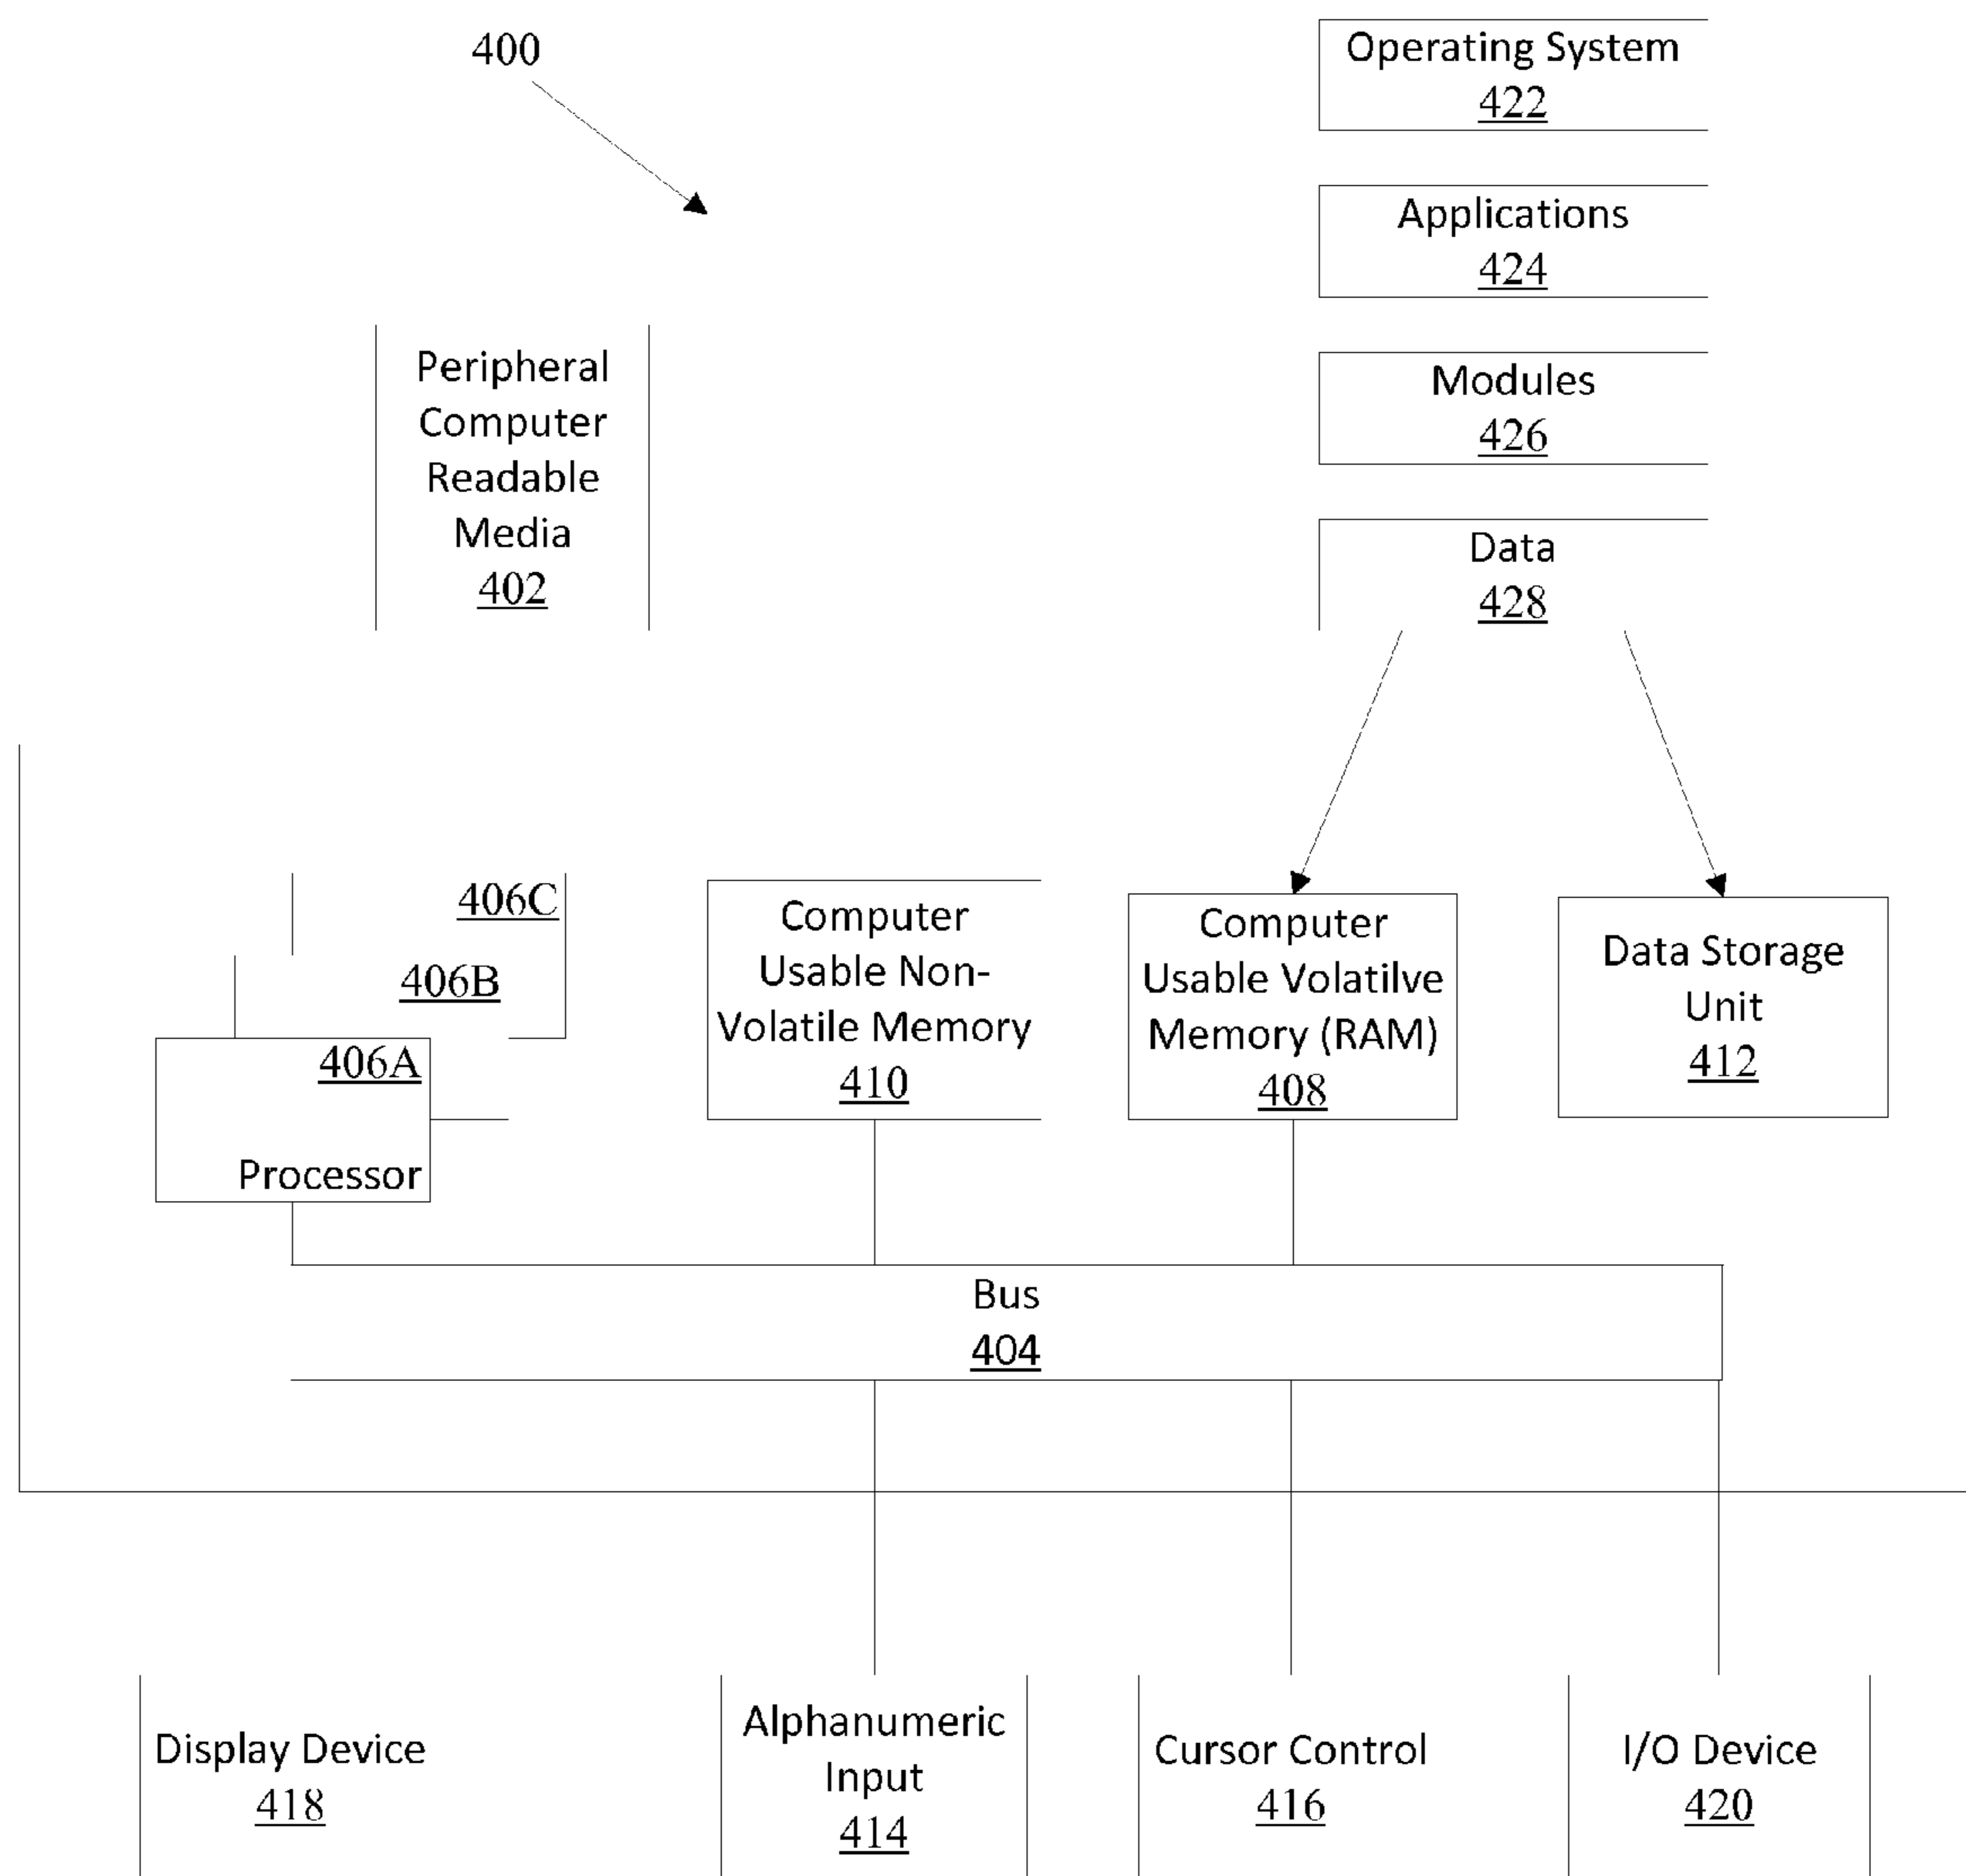 400
Operating System
422
Applications
424
Modules
426
Data
428
Peripheral
Computer
Readable
Media
402
406C
406B
406A
Processor
Computer
Usable Non-
Volatile Memory
410
Computer
Usable Volatilve
Memory (RAM)
408
Data Storage
Unit
412
Bus
404
Display Device
418
Alphanumeric
Input
414
Cursor Control
416
I/O Device
420